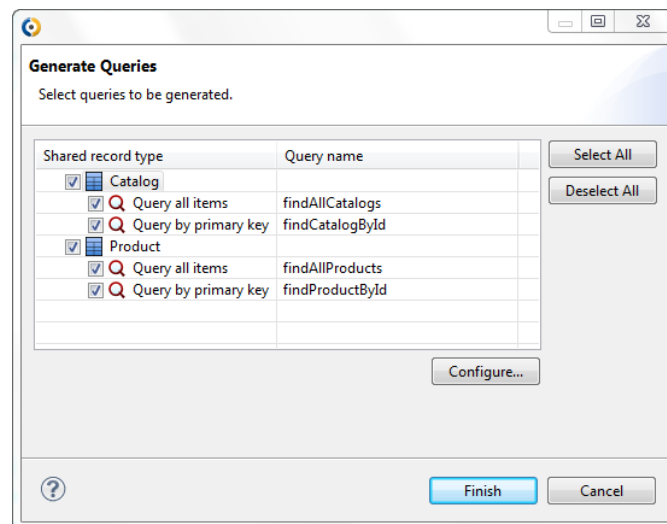 Generate Queries
Select queries to be generated.
Shared record type Query name
Catalog
Query all items findAllCatalogs
Query by primary key findCatalogById
Product
Query all items findAllProducts
Query by primary key findProductById
Select All
Deselect All
Configure...
? Finish Cancel